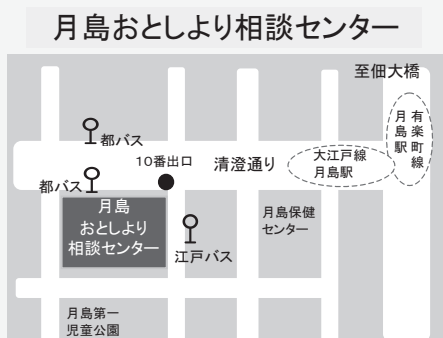 月島おとしより相談センター
至佃大橋
有楽町線
月島駅
都バス
10番出口
清澄通り
大江戸線
月島駅
都バス
月島
おとしより
相談センター
江戸バス
月島保健
センター
月島第一
児童公園